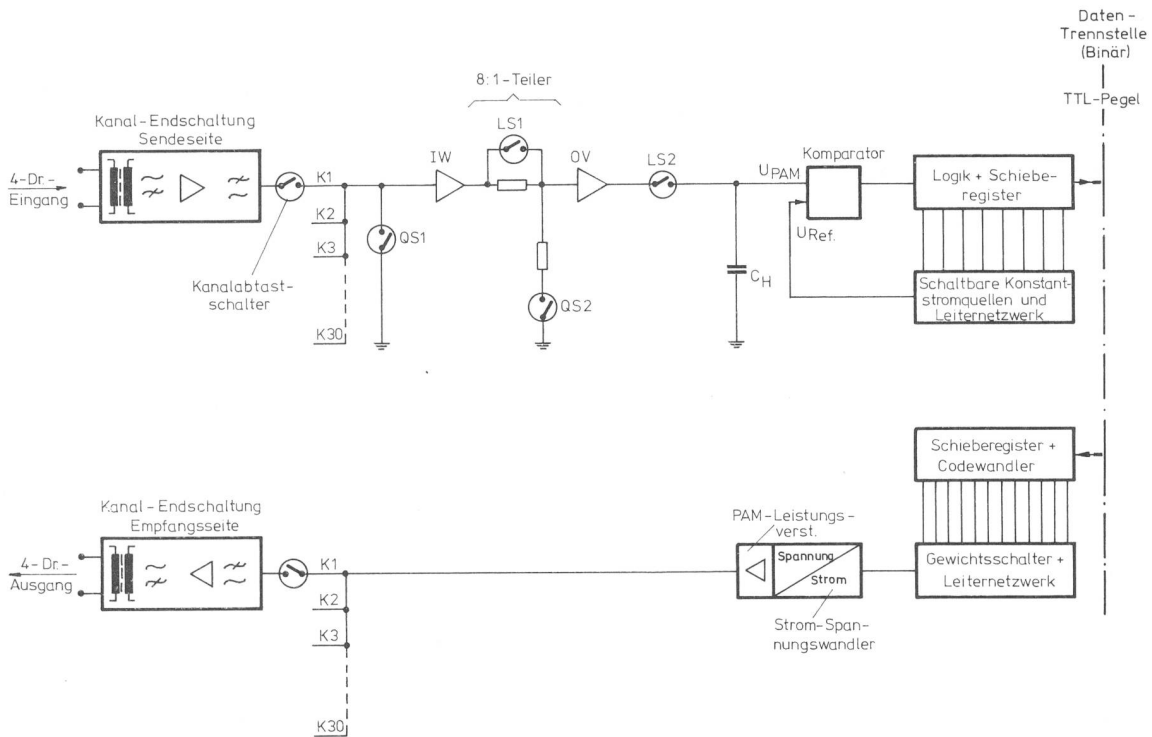 Daten-
Trennstelle
(Binär)
TTL-Pegel
8:1-Teiler
Kanal-Endschaltung
Sendeseite
4-Dr.-
Eingang
K1
K2
K3
K30
Kanalabtast-
schalter
QS1
IW
LS1
QS2
OV
LS2
C_H
U_PAM
U_Ref.
Komparator
Logik + Schiebe-
register
Schaltbare Konstant-
stromquellen und
Leiternetzwerk
Schieberegister +
Codewandler
Gewichtsschalter +
Leiternetzwerk
PAM-Leistungs-
verst.
Spannung
Strom
Strom-Span-
nungswandler
Kanal-Endschaltung
Empfangsseite
4-Dr.-
Ausgang
K1
K2
K3
K30